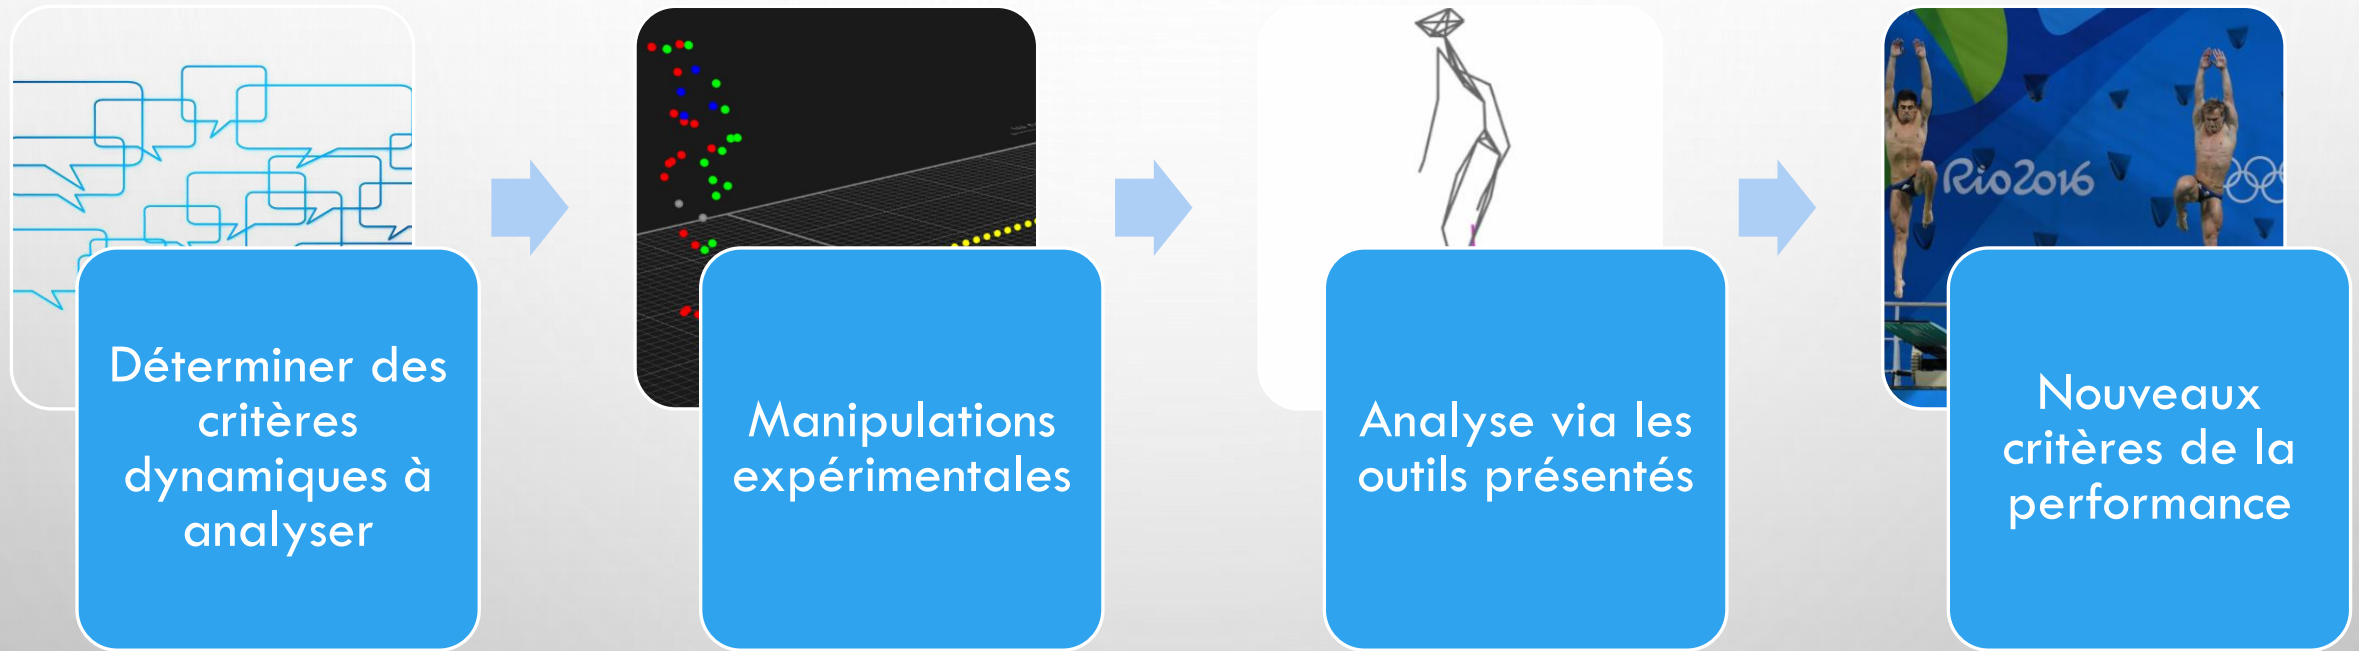 Déterminer des
critères
dynamiques à
analyser
Manipulations
expérimentales
Analyse via les
outils présentés
Rio2016
Nouveaux
critères de la
performance